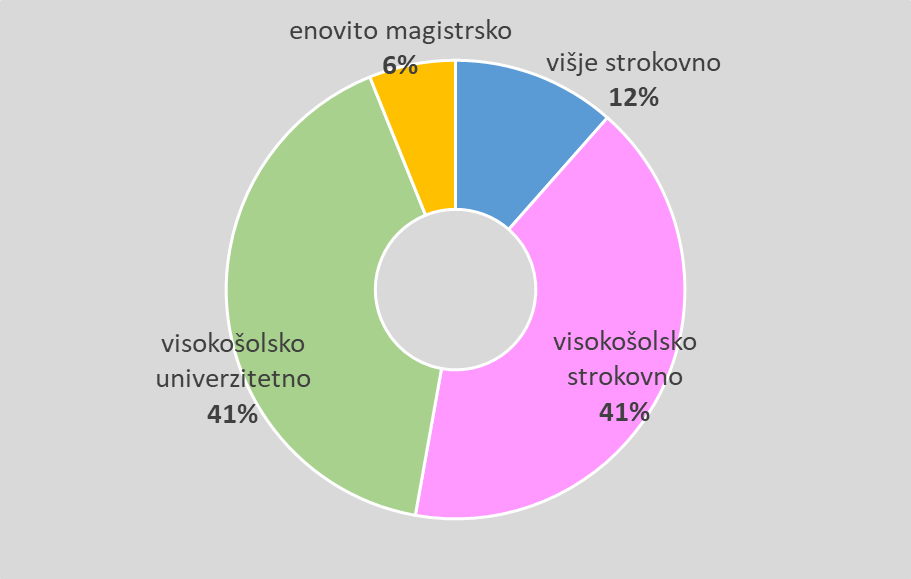 enovito magistrsko
6%
višje strokovno
12%
visokošolsko
strokovno
41%
visokošolsko
univerzitetno
41%